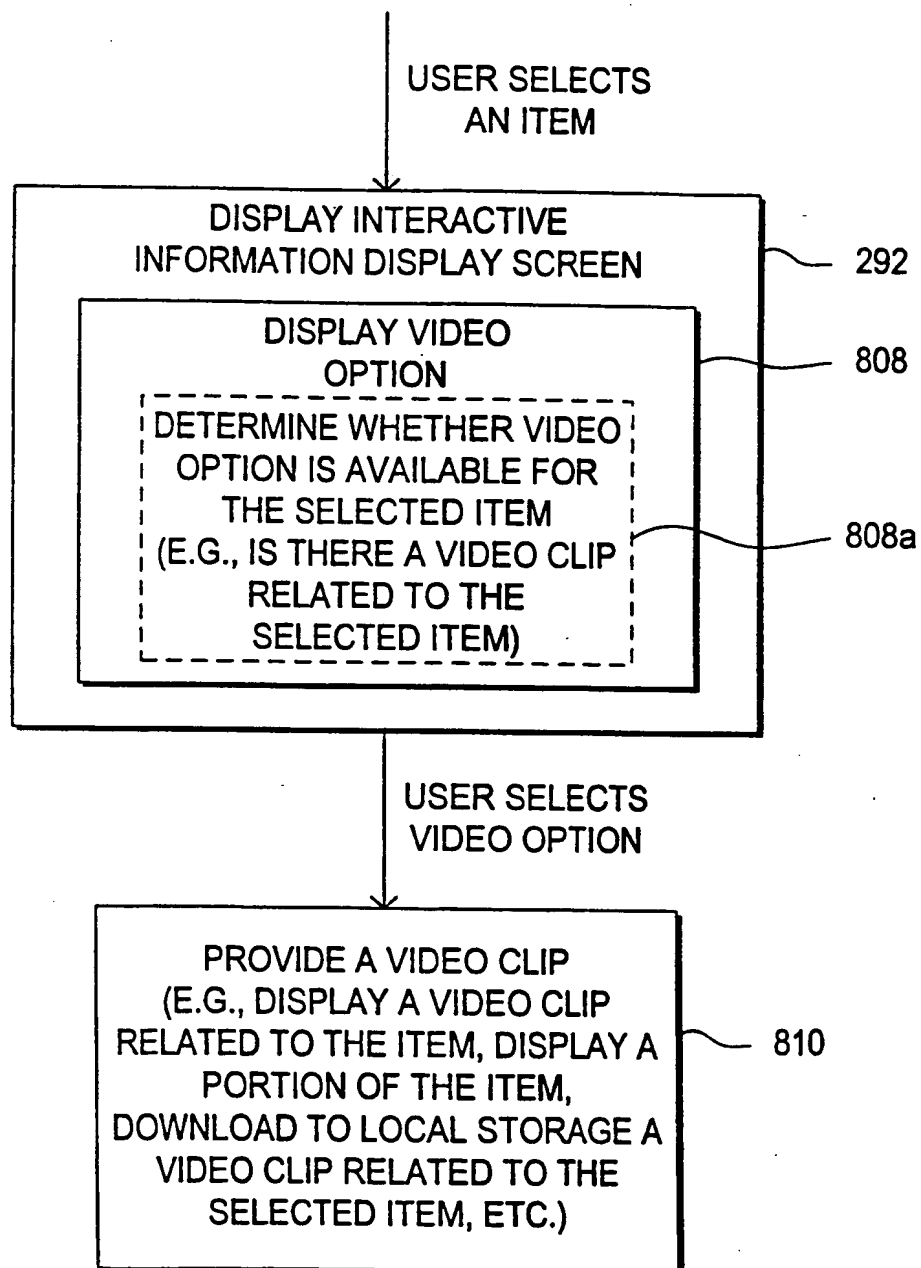 USER SELECTS
AN ITEM
DISPLAY INTERACTIVE
INFORMATION DISPLAY SCREEN
292
DISPLAY VIDEO
OPTION
808
DETERMINE WHETHER VIDEO
OPTION IS AVAILABLE FOR
THE SELECTED ITEM
(E.G., IS THERE A VIDEO CLIP
RELATED TO THE
SELECTED ITEM)
808a
USER SELECTS
VIDEO OPTION
PROVIDE A VIDEO CLIP
(E.G., DISPLAY A VIDEO CLIP
RELATED TO THE ITEM, DISPLAY A
PORTION OF THE ITEM,
DOWNLOAD TO LOCAL STORAGE A
VIDEO CLIP RELATED TO THE
SELECTED ITEM, ETC.)
810